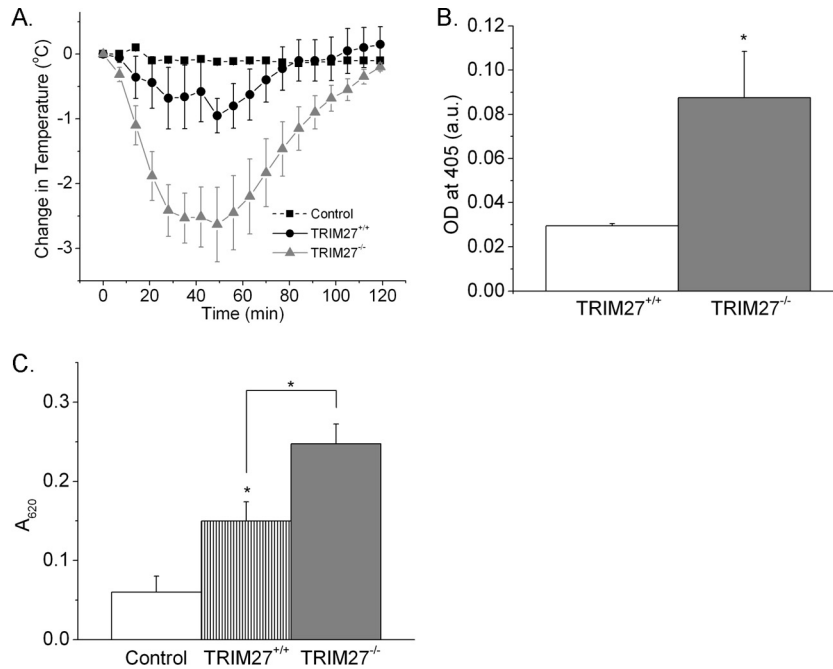 A.
Change in Temperature (°C)
0
-1
-2
-3
Control
TRIM27+/+
TRIM27-/-
0 20 40 60 80 100 120
Time (min)
B.
OD at 405 (a.u.)
0.12
0.10
0.08
0.06
0.04
0.02
0.00
*
TRIM27+/+ TRIM27-/-
C.
A620
0.3
0.2
0.1
0.0
*
*
Control TRIM27+/+ TRIM27-/-